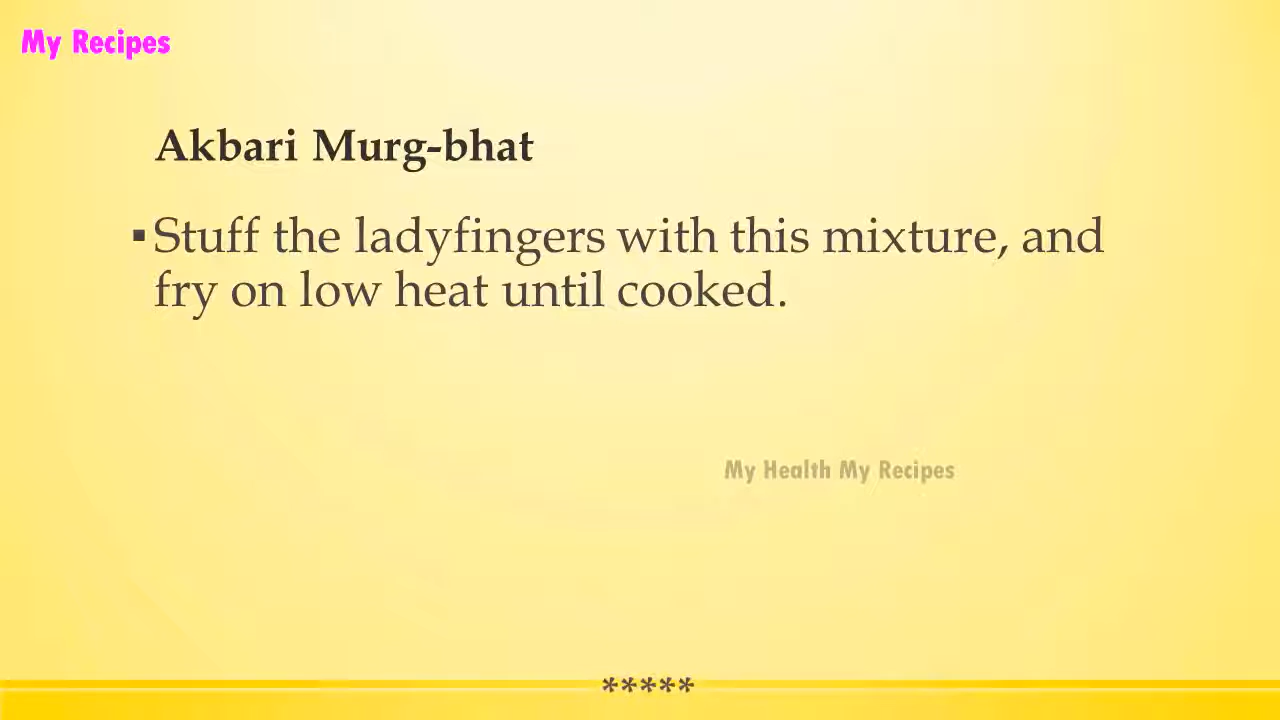 My Recipes
Akbari Murg-bhat
▪Stuff the ladyfingers with this mixture, and
fry on low heat until cooked.
My Health My Recipes
*****